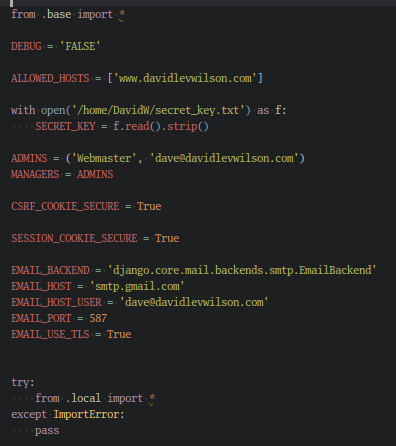 from .base import *
DEBUG = 'FALSE'
ALLOWED_HOSTS = ['www.davidlevwilson.com']
with open('/home/DavidW/secret_key.txt') as f:
    SECRET_KEY = f.read().strip()
ADMINS = ('Webmaster', 'dave@davidlevwilson.com')
MANAGERS = ADMINS
CSRF_COOKIE_SECURE = True
SESSION_COOKIE_SECURE = True
EMAIL_BACKEND = 'django.core.mail.backends.smtp.EmailBackend'
EMAIL_HOST = 'smtp.gmail.com'
EMAIL_HOST_USER = 'dave@davidlevwilson.com'
EMAIL_PORT = 587
EMAIL_USE_TLS = True
try:
    from .local import *
except ImportError:
    pass